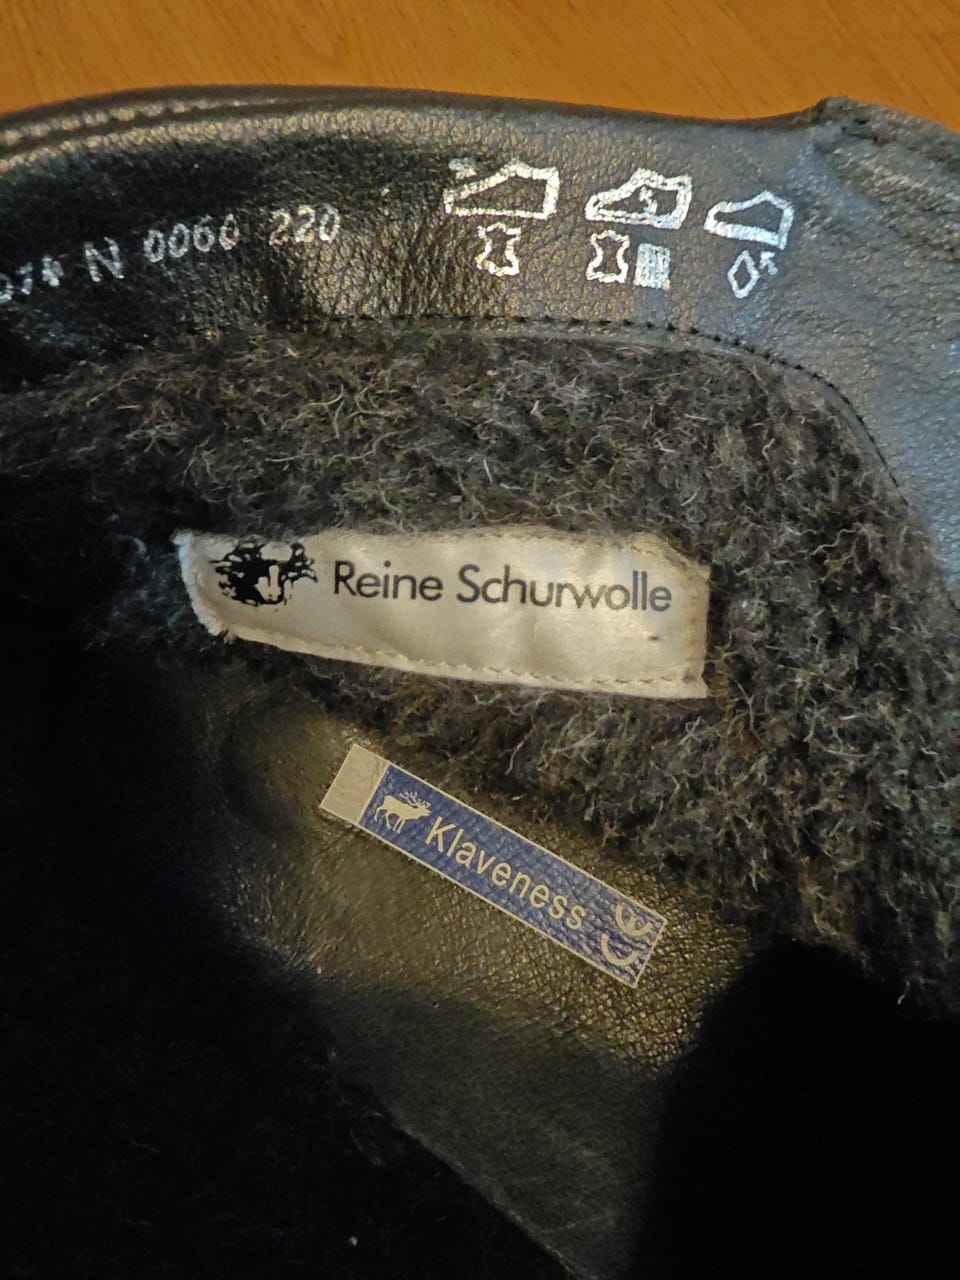 N 0060 220
Reine Schurwolle
Klaveness